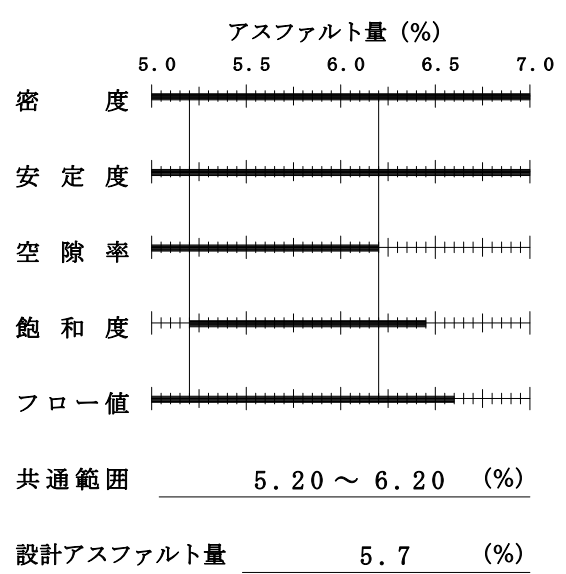 アスファルト量 (%)
5.0 5.5 6.0 6.5 7.0
密度
安定度
空隙率
飽和度
フロー値
共通範囲 5.20～6.20 (%)
設計アスファルト量 5.7 (%)